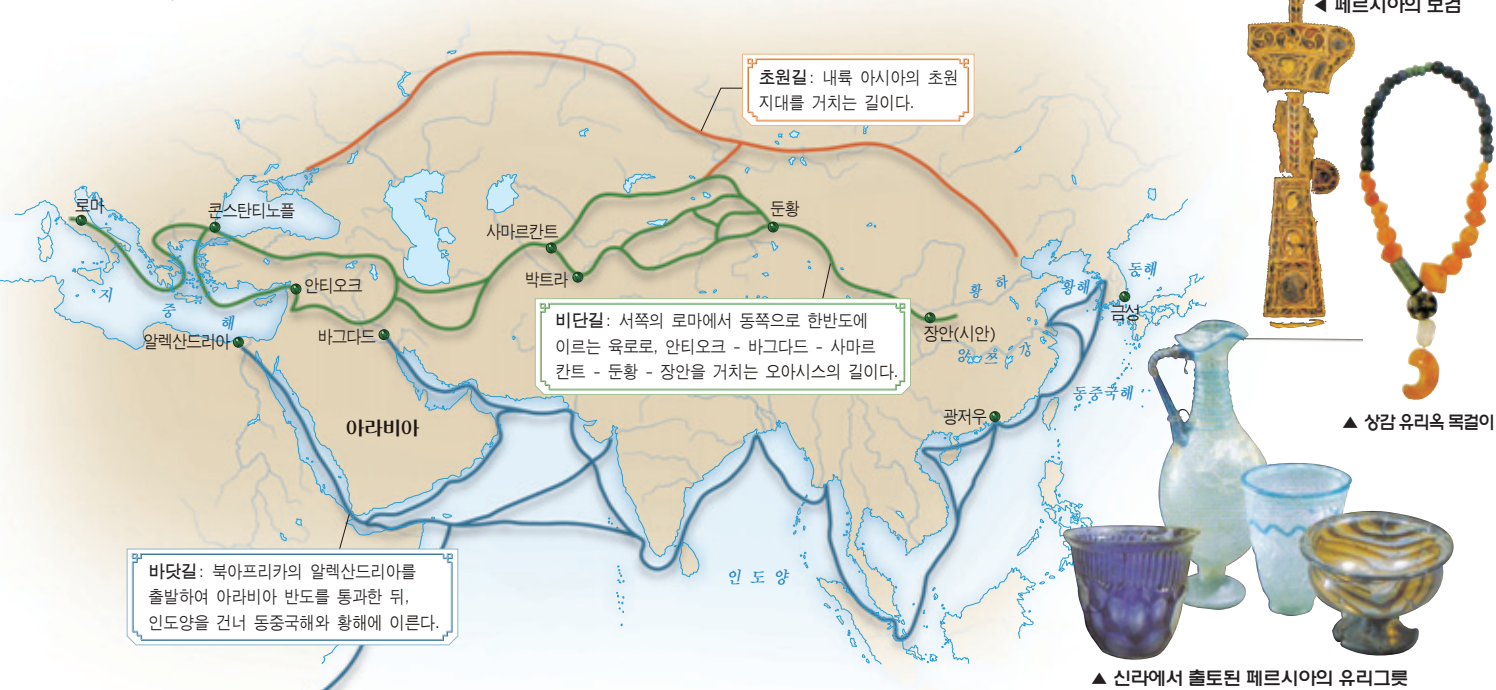 ◀ 페르시아의 보검
초원길: 내륙 아시아의 초원
지대를 거치는 길이다.
로마
콘스탄티노플
사마르칸트
둔황
박트라
안티오크
바그다드
알렉산드리아
지
중
해
황 하
황해
동해
금성
장안(시안)
양쯔 강
동중국해
비단길: 서쪽의 로마에서 동쪽으로 한반도에
이르는 육로로, 안티오크 - 바그다드 - 사마르
칸트 - 둔황 - 장안을 거치는 오아시스의 길이다.
광저우
아라비아
▲ 상감 유리옥 목걸이
바닷길: 북아프리카의 알렉산드리아를
출발하여 아라비아 반도를 통과한 뒤,
인도양을 건너 동중국해와 황해에 이른다.
인 도 양
▲ 신라에서 출토된 페르시아의 유리그릇